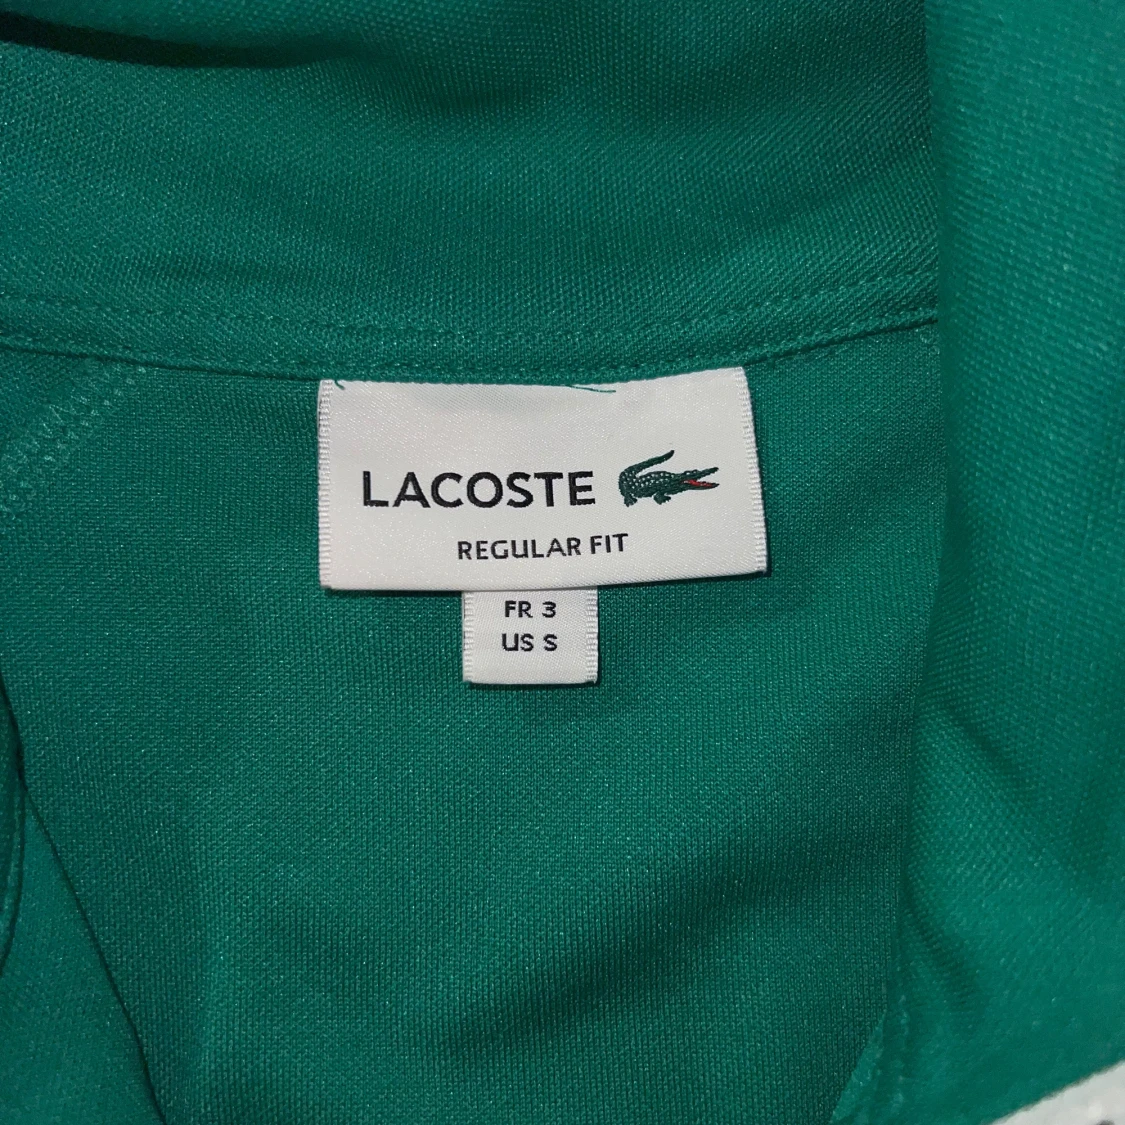 LACOSTE
REGULAR FIT
FR 3
US S